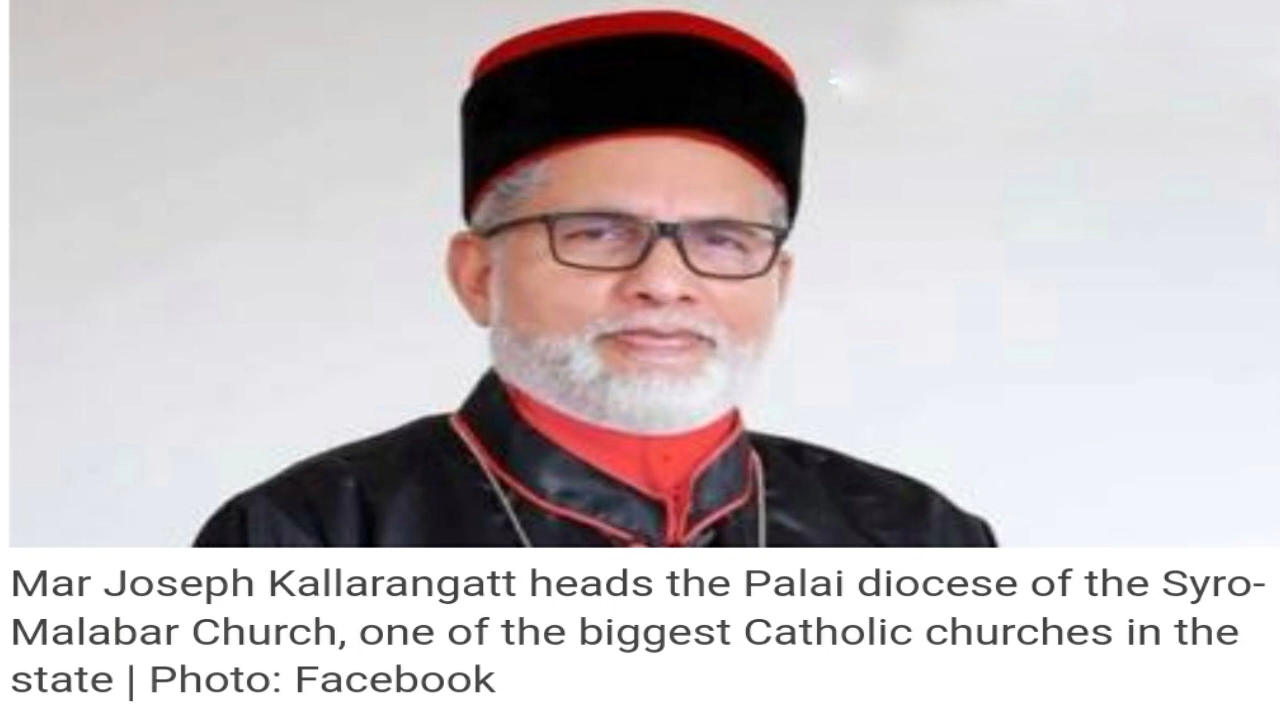 Mar Joseph Kallarangatt heads the Palai diocese of the Syro-
Malabar Church, one of the biggest Catholic churches in the
state | Photo: Facebook